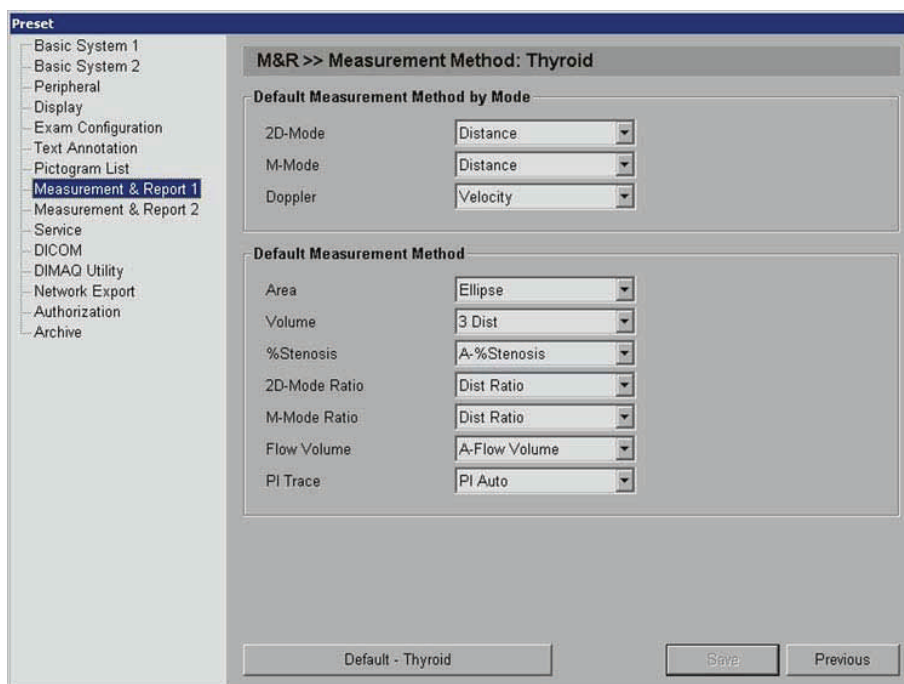 Preset
Basic System 1
Basic System 2
Peripheral
Display
Exam Configuration
Text Annotation
Pictogram List
Measurement & Report 1
Measurement & Report 2
Service
DICOM
DIMAQ Utility
Network Export
Authorization
Archive
M&R >> Measurement Method: Thyroid
Default Measurement Method by Mode
2D-Mode Distance
M-Mode Distance
Doppler Velocity
Default Measurement Method
Area Ellipse
Volume 3 Dist
%Stenosis A-%Stenosis
2D-Mode Ratio Dist Ratio
M-Mode Ratio Dist Ratio
Flow Volume A-Flow Volume
PI Trace PI Auto
Default - Thyroid Save Previous